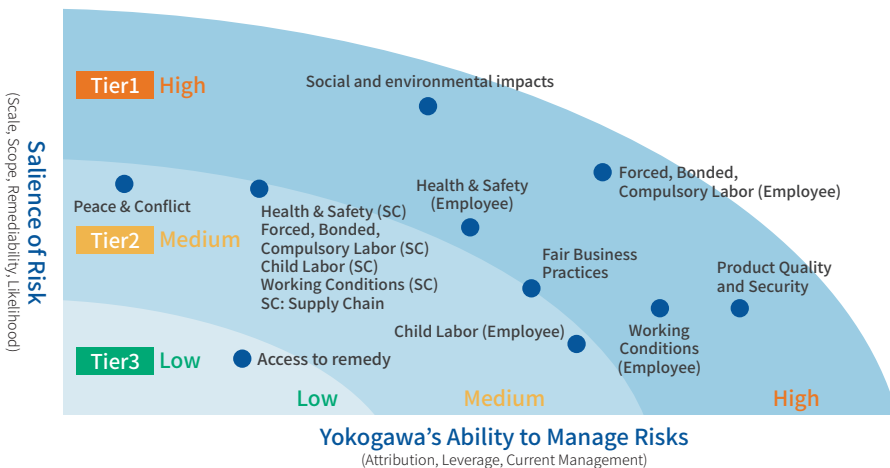 Salience of Risk
(Scale, Scope, Remediability, Likelihood)
Tier1 High
Social and environmental impacts
Forced, Bonded,
Compulsory Labor (Employee)
Peace & Conflict
Health & Safety
(Employee)
Tier2 Medium
Health & Safety (SC)
Forced, Bonded,
Compulsory Labor (SC)
Child Labor (SC)
Working Conditions (SC)
SC: Supply Chain
Fair Business
Practices
Product Quality
and Security
Child Labor (Employee)
Working
Conditions
(Employee)
Tier3 Low
Access to remedy
Low
Medium
High
Yokogawa’s Ability to Manage Risks
(Attribution, Leverage, Current Management)